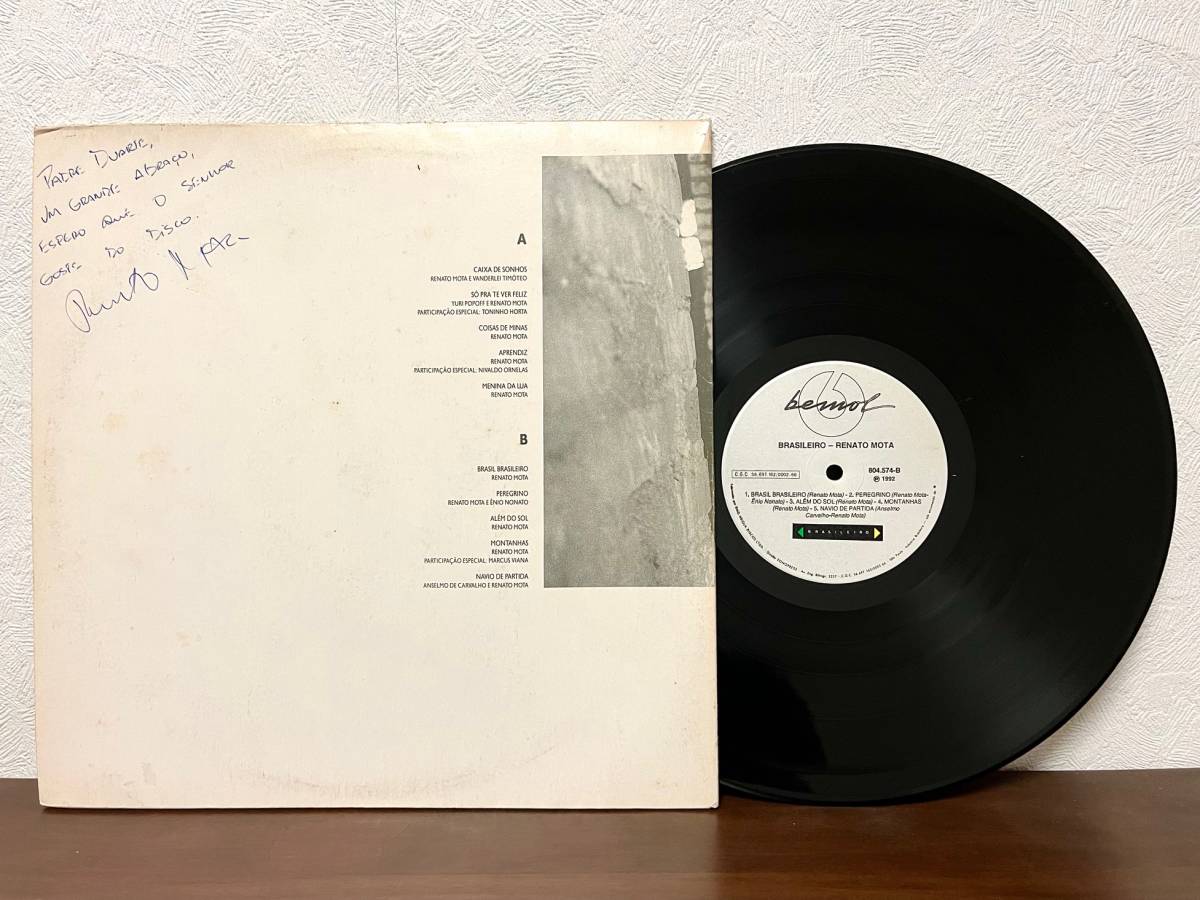 PADRE DUARTE,
UM GRANDE ABRAÇO,
ESPERO QUE O SENHOR
GOSTE DO DISCO.
A
CAIXA DE SONHOS
RENATO MOTA E VANDERLEI TIMÓTEO
SÓ PRA TE VER FELIZ
YURI POPOFF E RENATO MOTA
PARTICIPAÇÃO ESPECIAL: TONINHO HORTA
COISAS DE MINAS
RENATO MOTA
APRENDIZ
RENATO MOTA
PARTICIPAÇÃO ESPECIAL: NIVALDO ORNELAS
MENINA DA LUA
RENATO MOTA
B
BRASIL BRASILEIRO
RENATO MOTA
PEREGRINO
RENATO MOTA E ÊNIO NONATO
ALÉM DO SOL
RENATO MOTA
MONTANHAS
RENATO MOTA
PARTICIPAÇÃO ESPECIAL: MARCUS VIANA
NAVIO DE PARTIDA
ANSELMO DE CARVALHO E RENATO MOTA
bemol
BRASILEIRO – RENATO MOTA
804.574-B
℗ 1992
1. BRASIL BRASILEIRO (Renato Mota) - 2. PEREGRINO (Renato Mota-
Ênio Nonato) - 3. ALÉM DO SOL (Renato Mota) - 4. MONTANHAS
(Renato Mota) - 5. NAVIO DE PARTIDA (Anselmo
Carvalho-Renato Mota)
BRASILEIRO